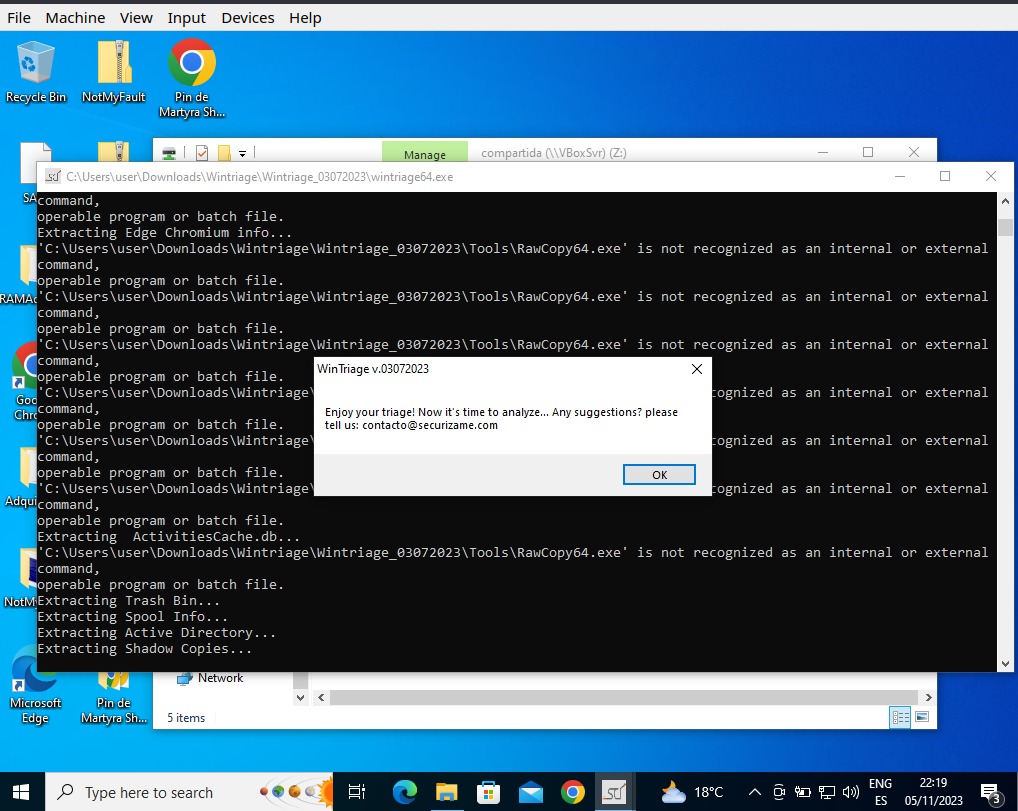 File Machine View Input Devices Help
Recycle Bin
NotMyFault
Pin de
Martyra Sh...
Manage
compartida (\\VBoxSvr) (Z:)
C:\Users\user\Downloads\Wintriage\Wintriage_03072023\wintriage64.exe
command,
operable program or batch file.
Extracting Edge Chromium info...
'C:\Users\user\Downloads\Wintriage\Wintriage_03072023\Tools\RawCopy64.exe' is not recognized as an internal or external
command,
operable program or batch file.
'C:\Users\user\Downloads\Wintriage\Wintriage_03072023\Tools\RawCopy64.exe' is not recognized as an internal or external
command,
operable program or batch file.
'C:\Users\user\Downloads\Wintriage\Wintriage_03072023\Tools\RawCopy64.exe' is not recognized as an internal or external
command,
operable program or batch file.
'C:\Users\user\Downloads\Wintriage\ cognized as an internal or external
command,
operable program or batch file.
'C:\Users\user\Downloads\Wintriage\ cognized as an internal or external
command,
operable program or batch file.
'C:\Users\user\Downloads\Wintriage\ cognized as an internal or external
command,
operable program or batch file.
Extracting  ActivitiesCache.db...
'C:\Users\user\Downloads\Wintriage\Wintriage_03072023\Tools\RawCopy64.exe' is not recognized as an internal or external
command,
operable program or batch file.
Extracting Trash Bin...
Extracting Spool Info...
Extracting Active Directory...
Extracting Shadow Copies...
WinTriage v.03072023
Enjoy your triage! Now it's time to analyze... Any suggestions? please
tell us: contacto@securizame.com
OK
SA
RAMAc
Goo
Chro
Adqui
NotMy
Microsoft
Edge
Pin de
Martyra Sh...
Network
5 items
Type here to search
18°C
ENG
ES
22:19
05/11/2023
3